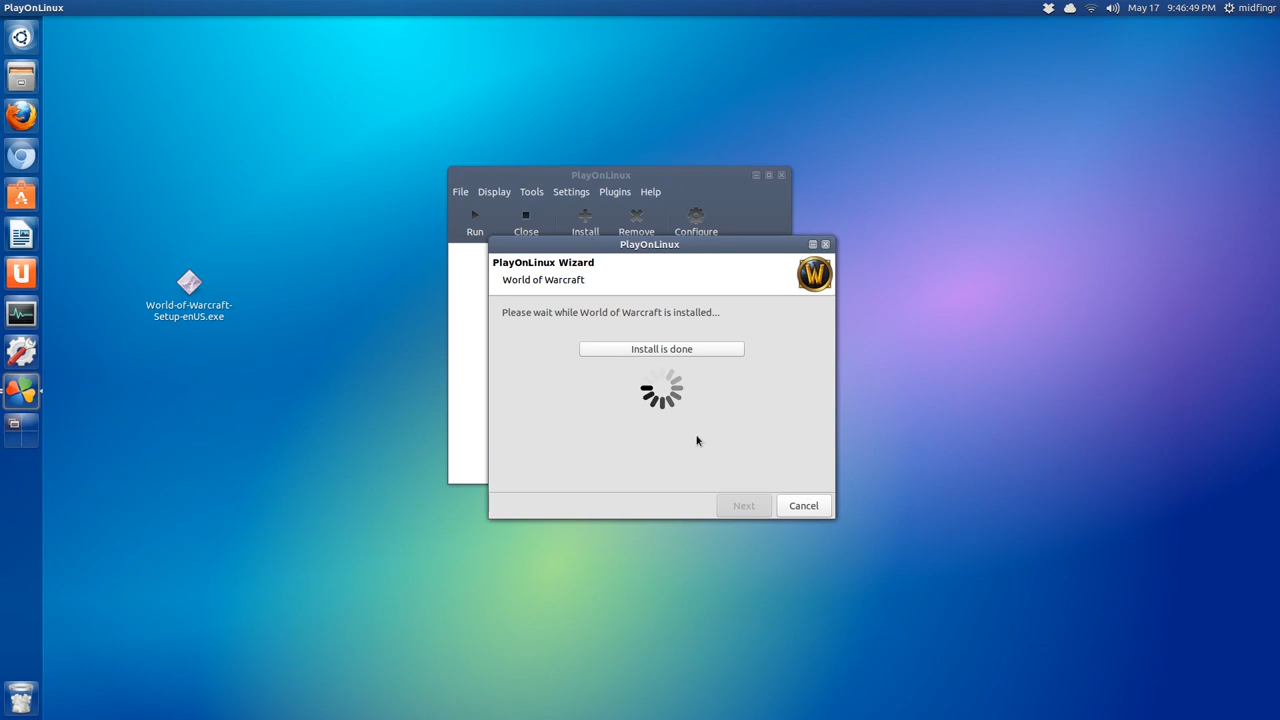 PlayOnLinux
May 17
9:46:49 PM
midfingr
World-of-Warcraft-
Setup-enUS.exe
PlayOnLinux
File Display Tools Settings Plugins Help
Run Close Install Remove Configure
PlayOnLinux
PlayOnLinux Wizard
World of Warcraft
W
Please wait while World of Warcraft is installed...
Install is done
Next Cancel